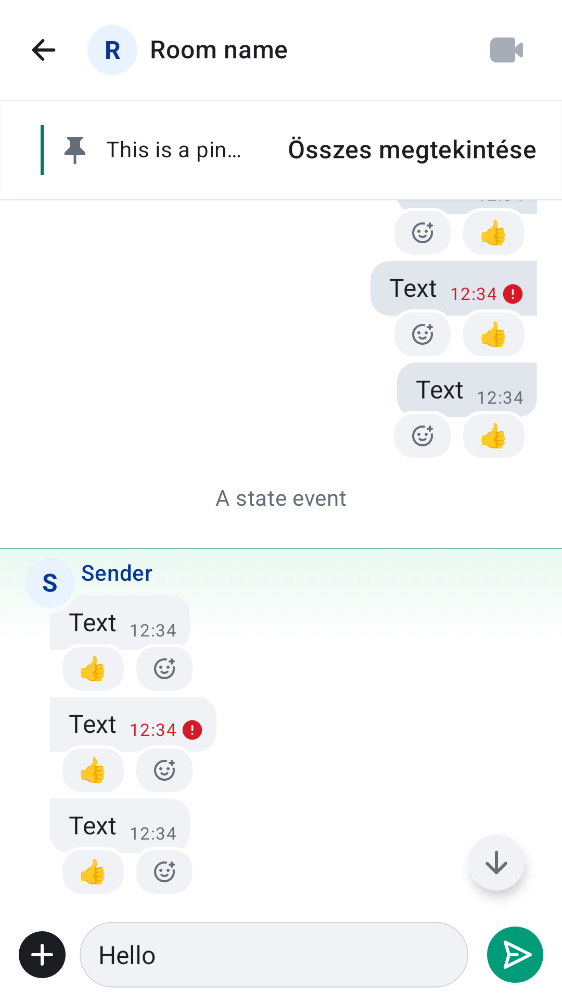 R Room name
This is a pin… Összes megtekintése
Text 12:34
Text 12:34
A state event
S Sender
Text 12:34
Text 12:34
Text 12:34
Hello